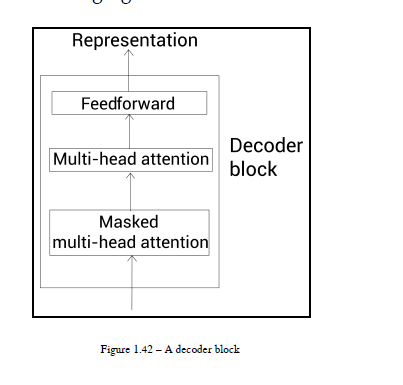 Representation
Feedforward
Multi-head attention
Decoder
block
Masked
multi-head attention
Figure 1.42 – A decoder block